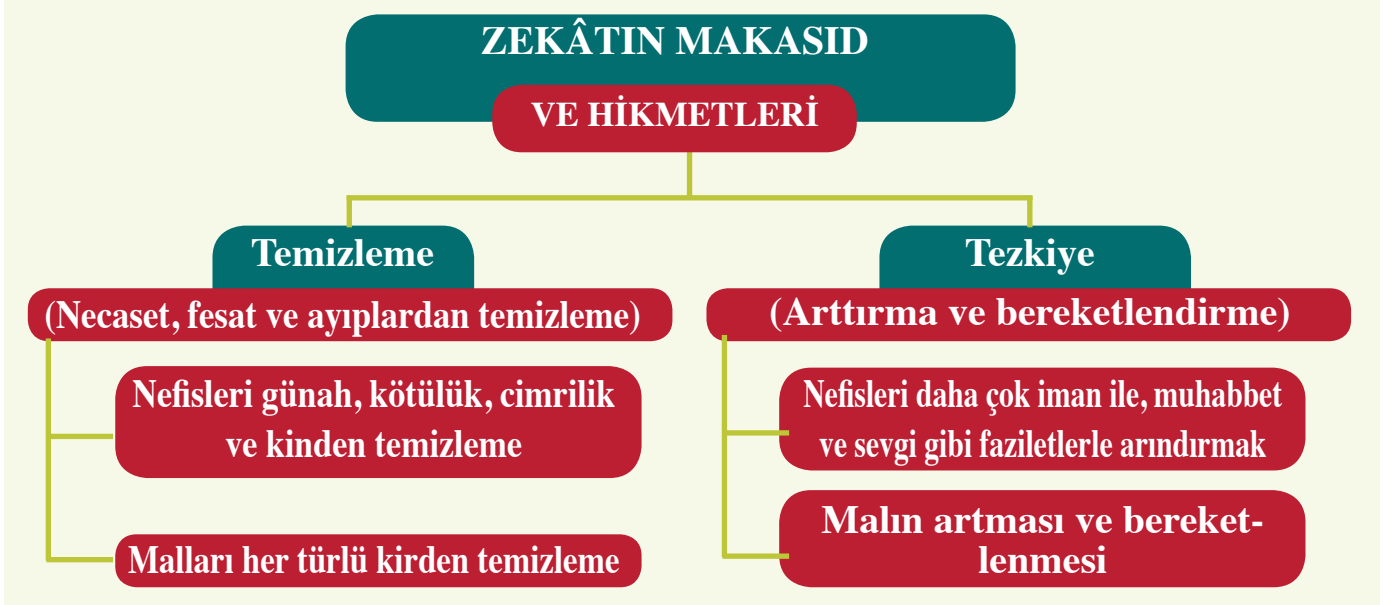 ZEKÂTIN MAKASID
VE HİKMETLERİ
Temizleme
(Necaset, fesat ve ayıplardan temizleme)
Nefisleri günah, kötülük, cimrilik
ve kinden temizleme
Malları her türlü kirden temizleme
Tezkiye
(Arttırma ve bereketlendirme)
Nefisleri daha çok iman ile, muhabbet
ve sevgi gibi faziletlerle arındırmak
Malın artması ve bereket-
lenmesi